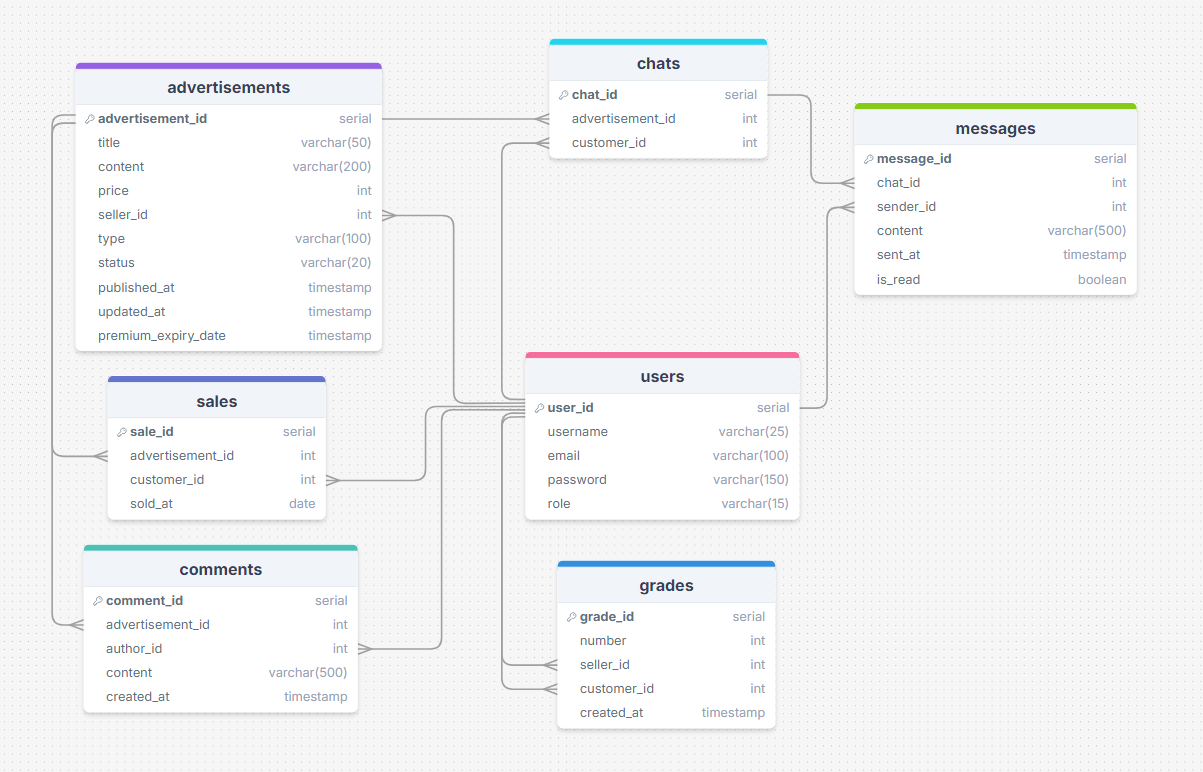 advertisements
advertisement_id serial
title varchar(50)
content varchar(200)
price int
seller_id int
type varchar(100)
status varchar(20)
published_at timestamp
updated_at timestamp
premium_expiry_date timestamp
chats
chat_id serial
advertisement_id int
customer_id int
messages
message_id serial
chat_id int
sender_id int
content varchar(500)
sent_at timestamp
is_read boolean
sales
sale_id serial
advertisement_id int
customer_id int
sold_at date
users
user_id serial
username varchar(25)
email varchar(100)
password varchar(150)
role varchar(15)
comments
comment_id serial
advertisement_id int
author_id int
content varchar(500)
created_at timestamp
grades
grade_id serial
number int
seller_id int
customer_id int
created_at timestamp